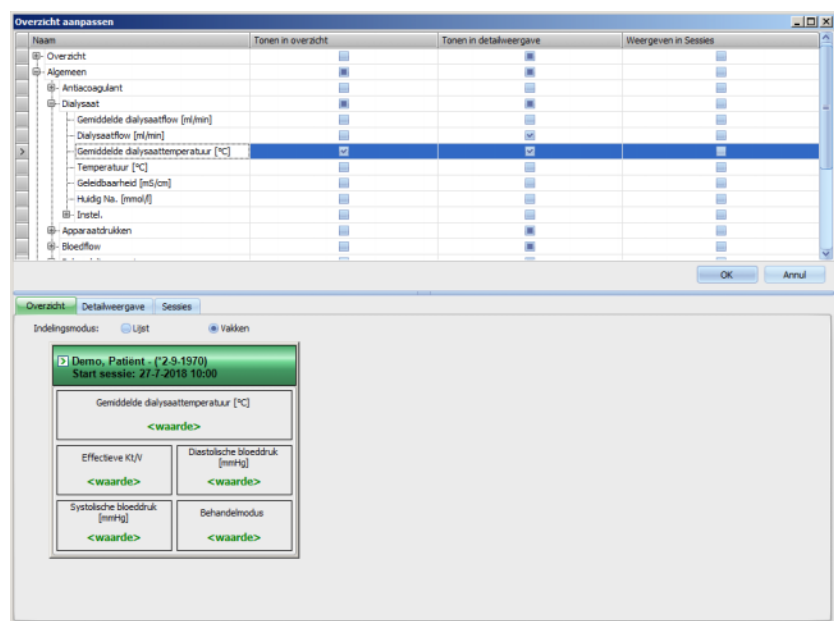 Overzicht aanpassen
Naam Tonen in overzicht Tonen in detailweergave Weergeven in Sessies
Overzicht
Algemeen
Antiacoagulant
Dialysaat
Gemiddelde dialysaatflow [ml/min]
Dialysaatflow [ml/min]
Gemiddelde dialysaattemperatuur [°C]
Temperatuur [°C]
Geleidbaarheid [mS/cm]
Huidig Na. [mmol/l]
Instel.
Apparaatdrukken
Bloedflow
OK Annul
Overzicht Detailweergave Sessies
Indelingsmodus: Lijst Vakken
Demo, Patiënt - (*2-9-1970)
Start sessie: 27-7-2018 10:00
Gemiddelde dialysaattemperatuur [°C]
<waarde>
Effectieve Kt/V
<waarde>
Diastolische bloeddruk
[mmHg]
<waarde>
Systolische bloeddruk
[mmHg]
<waarde>
Behandelmodus
<waarde>